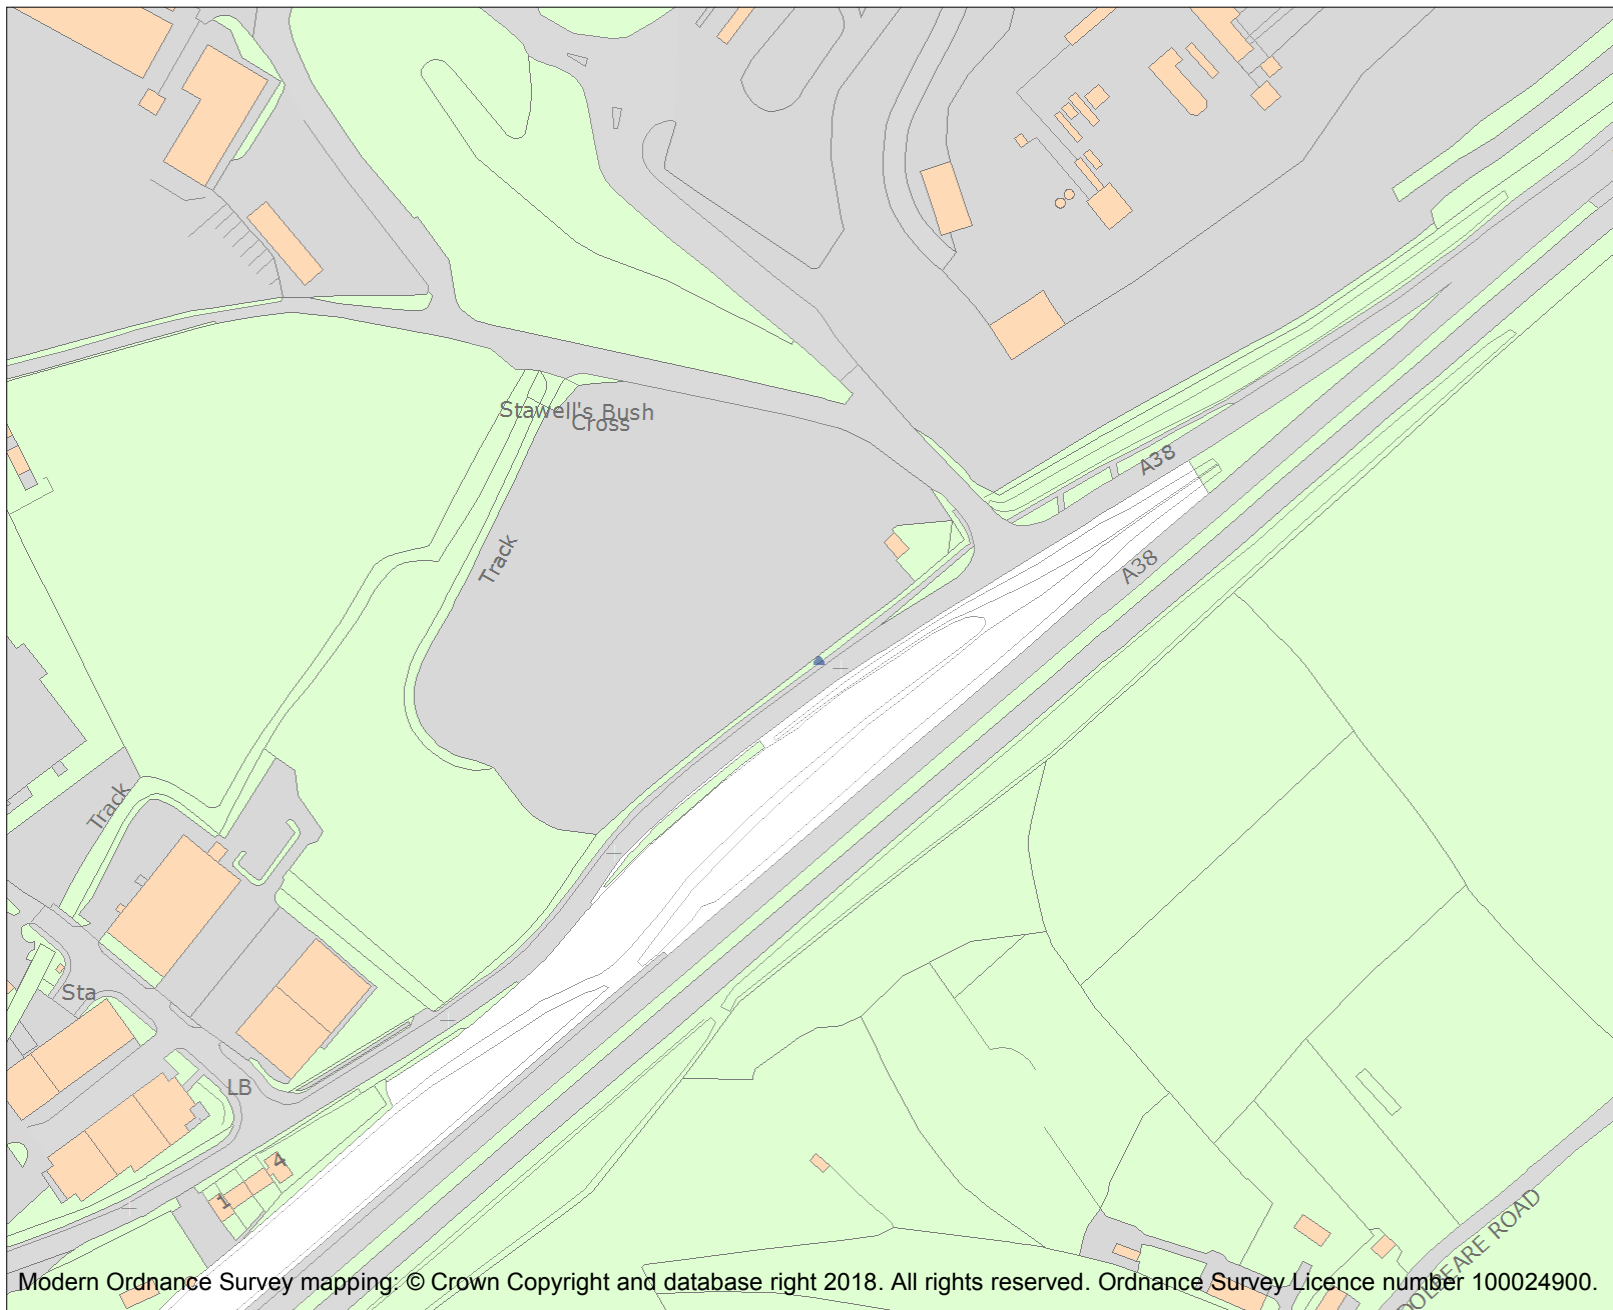 Stawell's Bush
Cross
A38
Track
A38
Track
Sta
LB
4
1
Modern Ordnance Survey mapping: © Crown Copyright and database right 2018. All rights reserved. Ordnance Survey Licence number 100024900.
ROAD